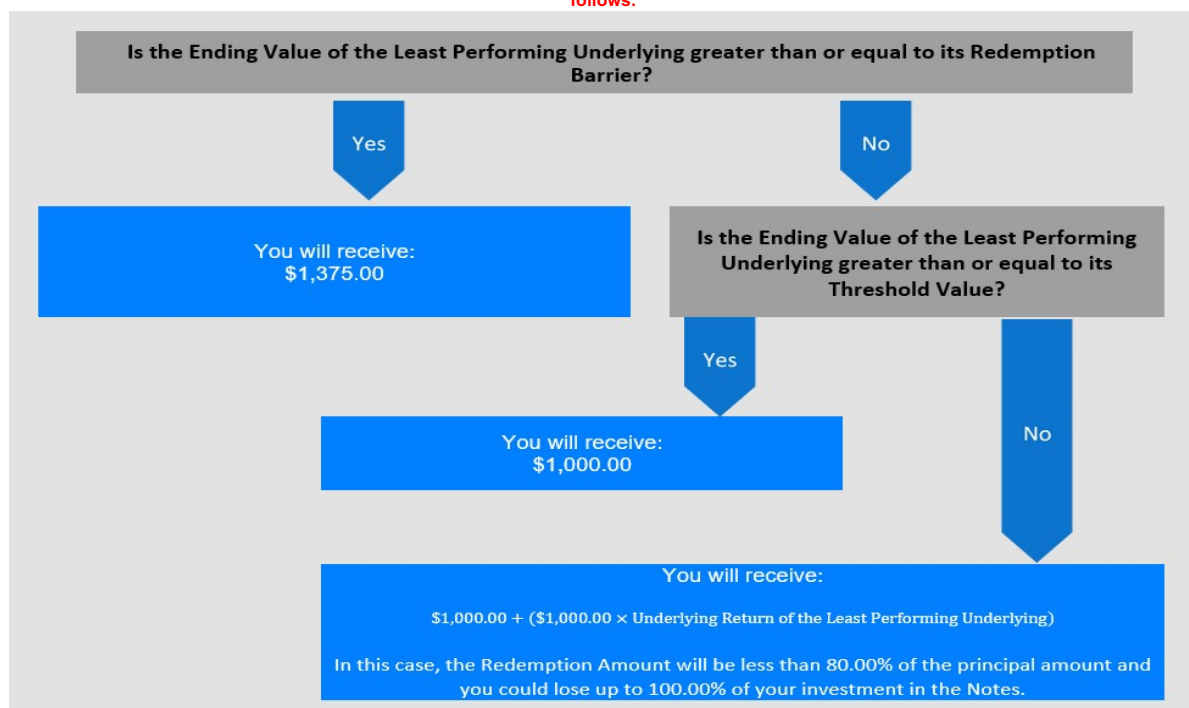 follows:
Is the Ending Value of the Least Performing Underlying greater than or equal to its Redemption
Barrier?
Yes
No
You will receive:
$1,375.00
Is the Ending Value of the Least Performing
Underlying greater than or equal to its
Threshold Value?
Yes
No
You will receive:
$1,000.00
You will receive:
$1,000.00 + ($1,000.00 × Underlying Return of the Least Performing Underlying)
In this case, the Redemption Amount will be less than 80.00% of the principal amount and
you could lose up to 100.00% of your investment in the Notes.